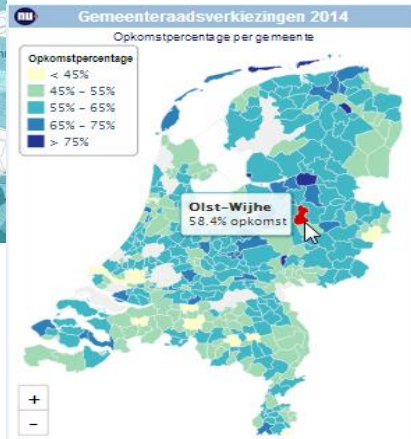 nu
Gemeenteraadsverkiezingen 2014
Opkomstpercentage per gemeente
Opkomstpercentage
< 45%
45% - 55%
55% - 65%
65% - 75%
> 75%
Olst-Wijhe
58.4% opkomst
+
-